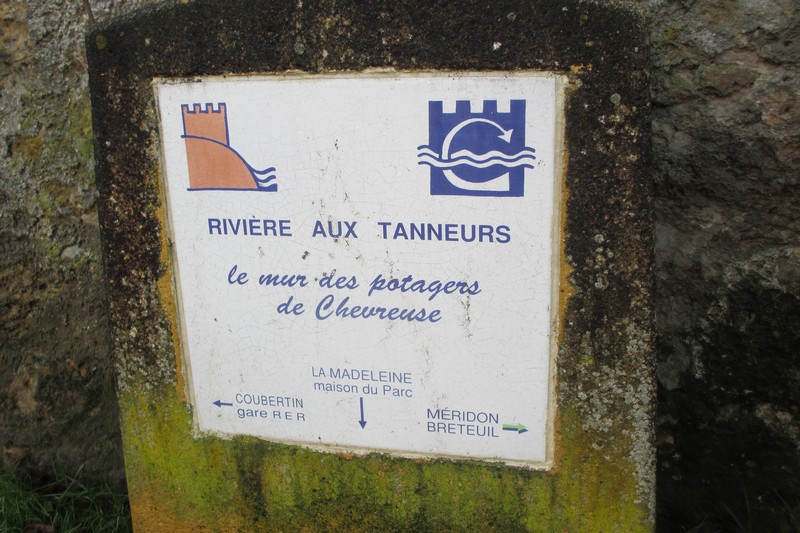 RIVIÈRE AUX TANNEURS
le mur des potagers
de Chevreuse
LA MADELEINE
maison du Parc
COUBERTIN
gare RER
MÉRIDON
BRETEUIL